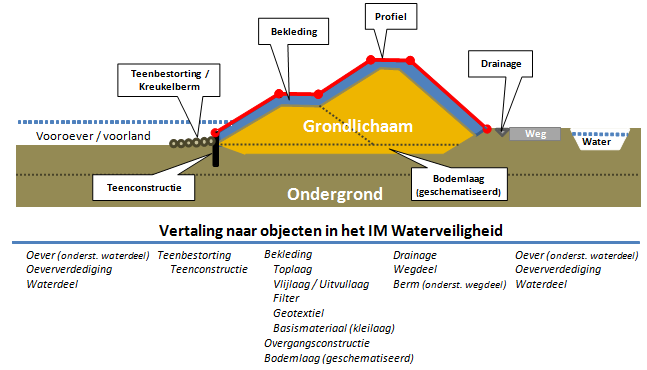 Profiel
Bekleding
Teenbestorting /
Kreukelberm
Drainage
Vooroever / voorland
Grondlichaam
Weg
Water
Teenconstructie
Bodemlaag
(geschematiseerd)
Ondergrond
Vertaling naar objecten in het IM Waterveiligheid
Oever (onderst. waterdeel)
Oeververdediging
Waterdeel
Teenbestorting
Teenconstructie
Bekleding
Toplaag
Vlijlaag / Uitvullaag
Filter
Geotextiel
Basismateriaal (kleilaag)
Overgangsconstructie
Bodemlaag (geschematiseerd)
Drainage
Wegdeel
Berm (onderst. wegdeel)
Oever (onderst. waterdeel)
Oeververdediging
Waterdeel